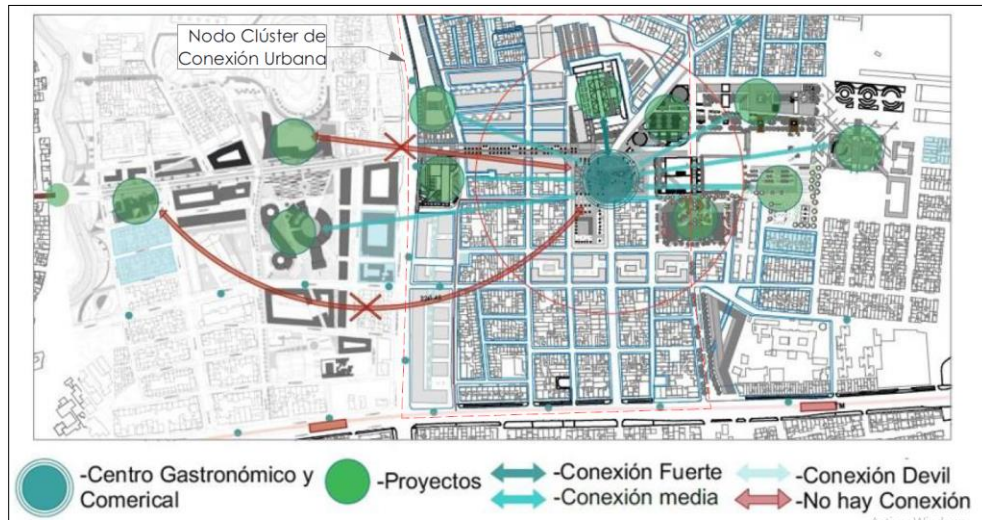 Nodo Clúster de
Conexión Urbana
-Centro Gastronómico y
Comerical
-Proyectos
-Conexión Fuerte
-Conexión media
-Conexión Devil
-No hay Conexión